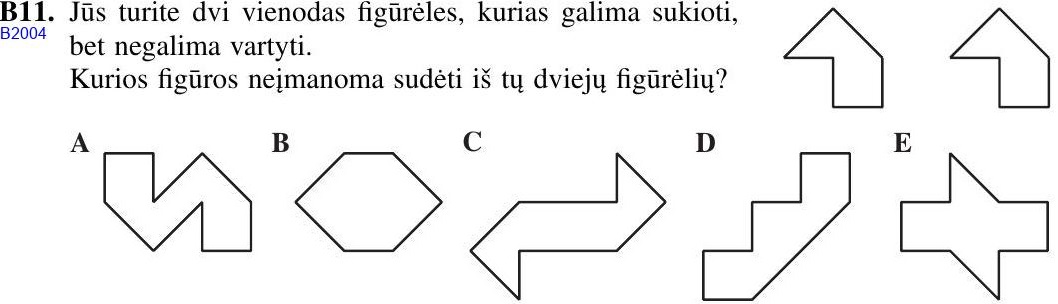 B11. Jūs turite dvi vienodas figūrėles, kurias galima sukioti,
B2004
bet negalima vartyti.
Kurios figūros neįmanoma sudėti iš tų dviejų figūrėlių?
A B C D E